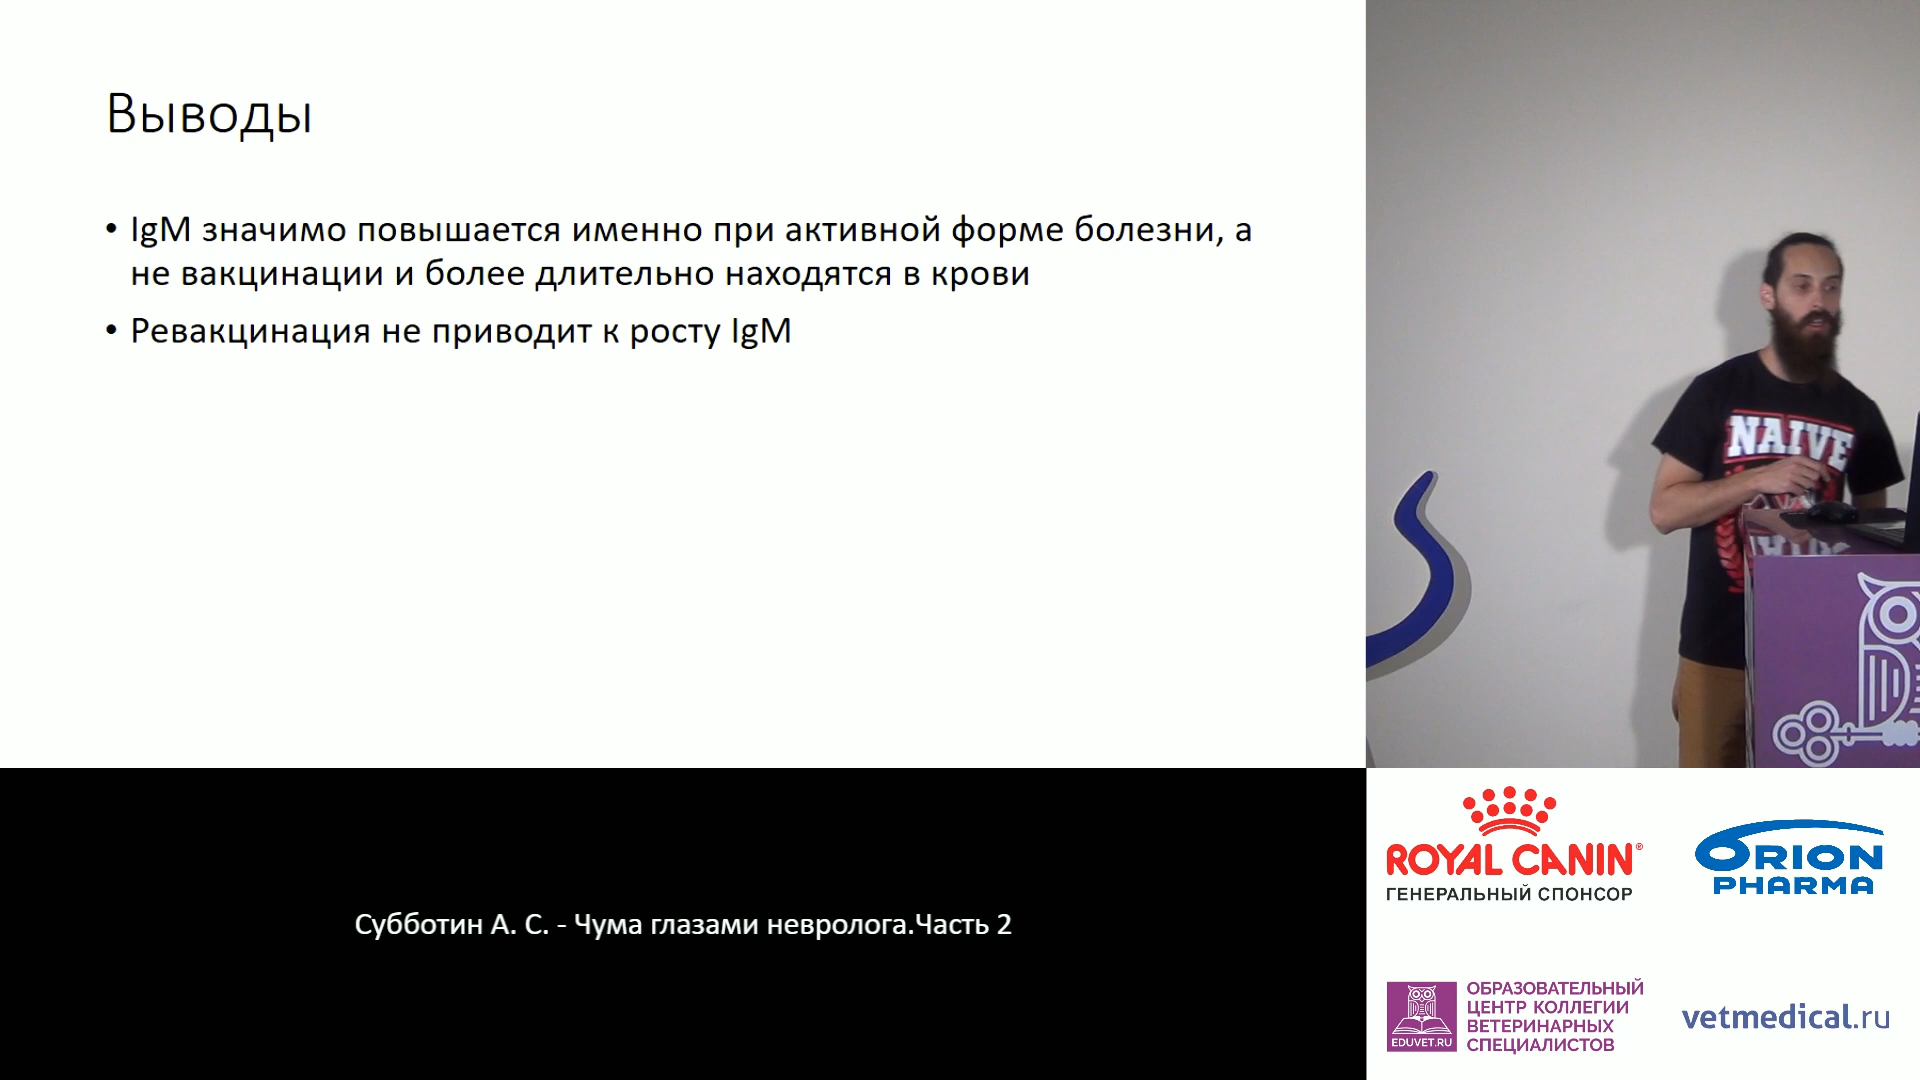 Выводы
• IgM значимо повышается именно при активной форме болезни, а
не вакцинации и более длительно находятся в крови
• Ревакцинация не приводит к росту IgM
NAIVE
ROYAL CANIN®
ГЕНЕРАЛЬНЫЙ СПОНСОР
ORION
PHARMA
Субботин А. С. - Чума глазами невролога.Часть 2
EDUVET.RU
ОБРАЗОВАТЕЛЬНЫЙ
ЦЕНТР КОЛЛЕГИИ
ВЕТЕРИНАРНЫХ
СПЕЦИАЛИСТОВ
vetmedical.ru